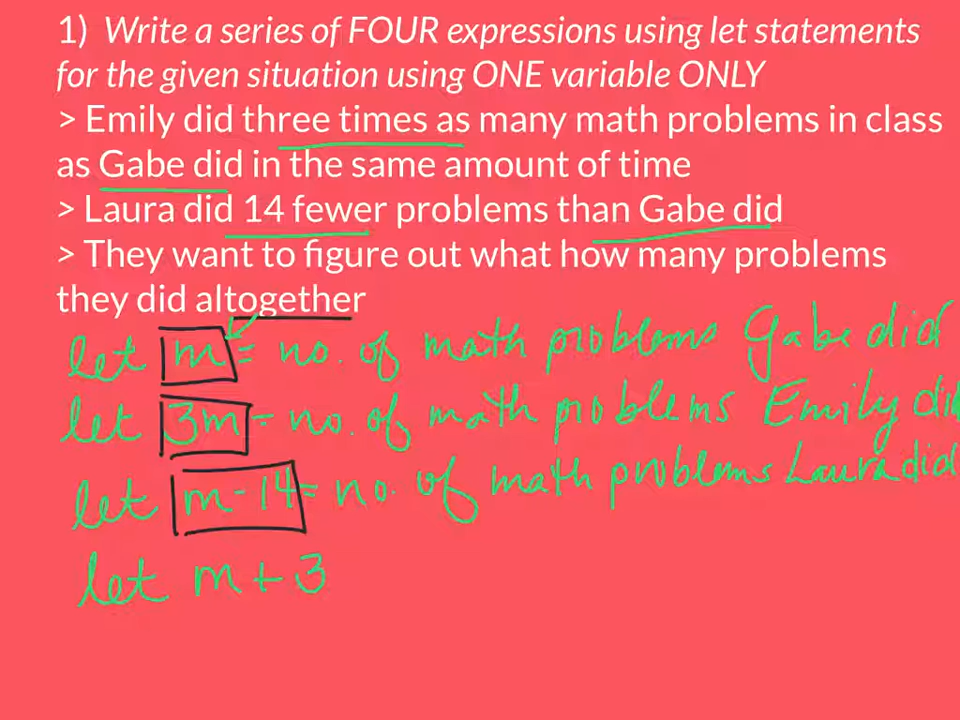 1) Write a series of FOUR expressions using let statements
for the given situation using ONE variable ONLY
> Emily did three times as many math problems in class
as Gabe did in the same amount of time
> Laura did 14 fewer problems than Gabe did
> They want to figure out what how many problems
they did altogether
let m = no. of math problems Gabe did
let 3m = no. of math problems Emily did
let m - 14 = no. of math problems Laura did
let m + 3